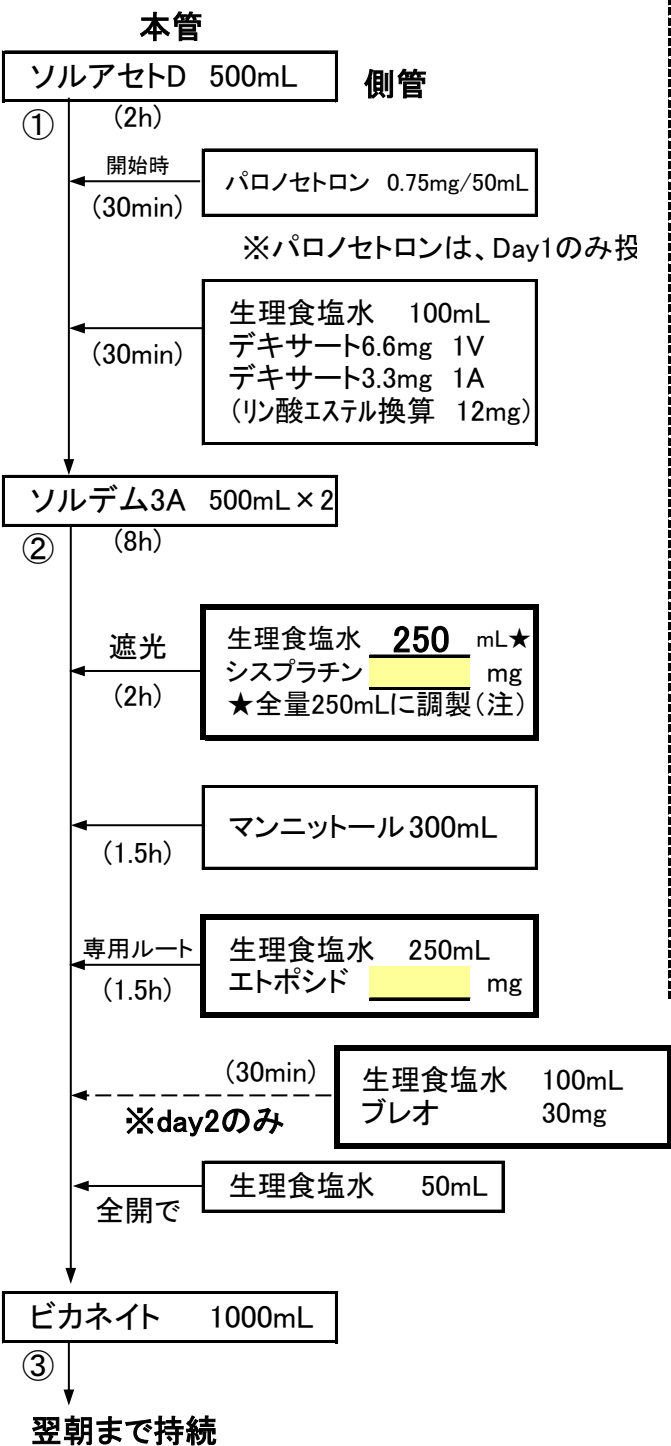 本管
ソルアセトD 500mL
側管
① (2h)
開始時
パロノセトロン 0.75mg/50mL
(30min)
※パロノセトロンは、Day1のみ投
生理食塩水 100mL
(30min)
デキサート6.6mg 1V
デキサート3.3mg 1A
(リン酸エステル換算 12mg)
ソルデム3A 500mL×2
② (8h)
遮光
(2h)
生理食塩水 250 mL★
シスプラチン mg
★全量250mLに調製(注)
マンニットール300mL
(1.5h)
専用ルート
(1.5h)
生理食塩水 250mL
エトポシド mg
(30min)
※day2のみ
生理食塩水 100mL
ブレオ 30mg
生理食塩水 50mL
全開で
ビカネイト 1000mL
③
翌朝まで持続